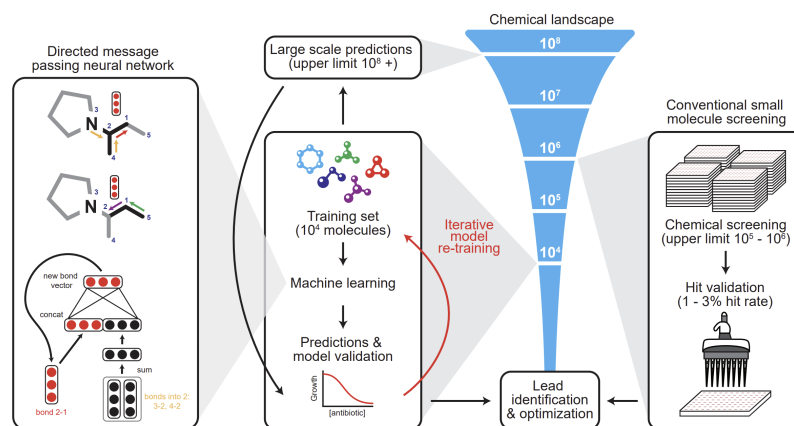 Directed message
passing neural network
3
N
2
1
5
4
3
N
2
1
5
4
new bond
vector
concat
sum
bond 2-1
bonds into 2:
3-2, 4-2
Large scale predictions
(upper limit 10⁸ +)
Training set
(10⁴ molecules)
Machine learning
Predictions &
model validation
Growth
[antibiotic]
Iterative
model
re-training
Chemical landscape
10⁸
10⁷
10⁶
10⁵
10⁴
Lead
identification
& optimization
Conventional small
molecule screening
Chemical screening
(upper limit 10⁵ - 10⁶)
Hit validation
(1 - 3% hit rate)